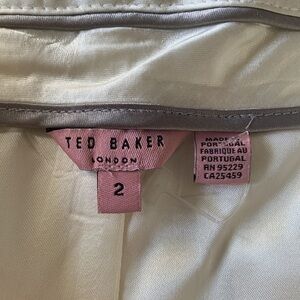 TED BAKER
LONDON
2
MADE IN
PORTUGAL
FABRIQUE AU
PORTUGAL
RN 95229
CA25459